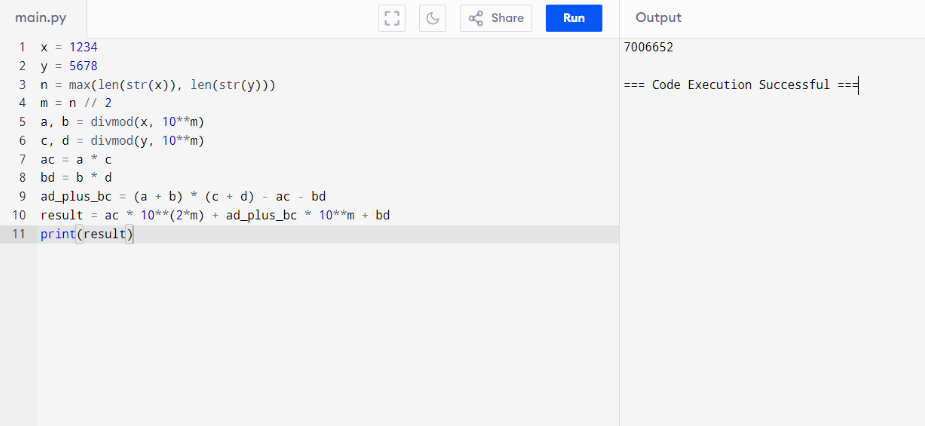 main.py Share Run Output
1 x = 1234
2 y = 5678
3 n = max(len(str(x)), len(str(y)))
4 m = n // 2
5 a, b = divmod(x, 10**m)
6 c, d = divmod(y, 10**m)
7 ac = a * c
8 bd = b * d
9 ad_plus_bc = (a + b) * (c + d) - ac - bd
10 result = ac * 10**(2*m) + ad_plus_bc * 10**m + bd
11 print(result)
7006652
=== Code Execution Successful ===